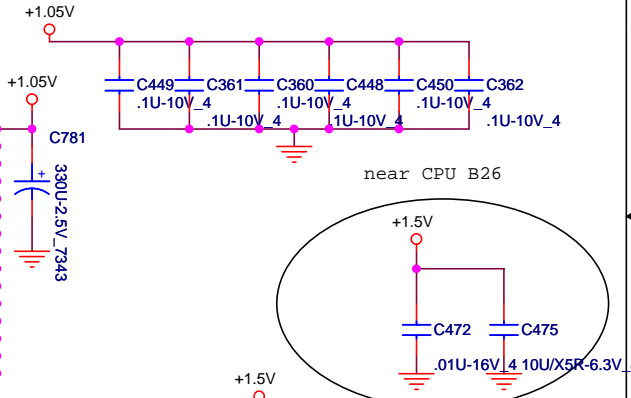 +1.05V
C449 C361 C360 C448 C450 C362
.1U-10V_4 .1U-10V_4 .1U-10V_4
.1U-10V_4 .1U-10V_4 .1U-10V_4
+1.05V
C781
+
330U-2.5V_7343
near CPU B26
+1.5V
C472 C475
.01U-16V_4 10U/X5R-6.3V_
+1.5V